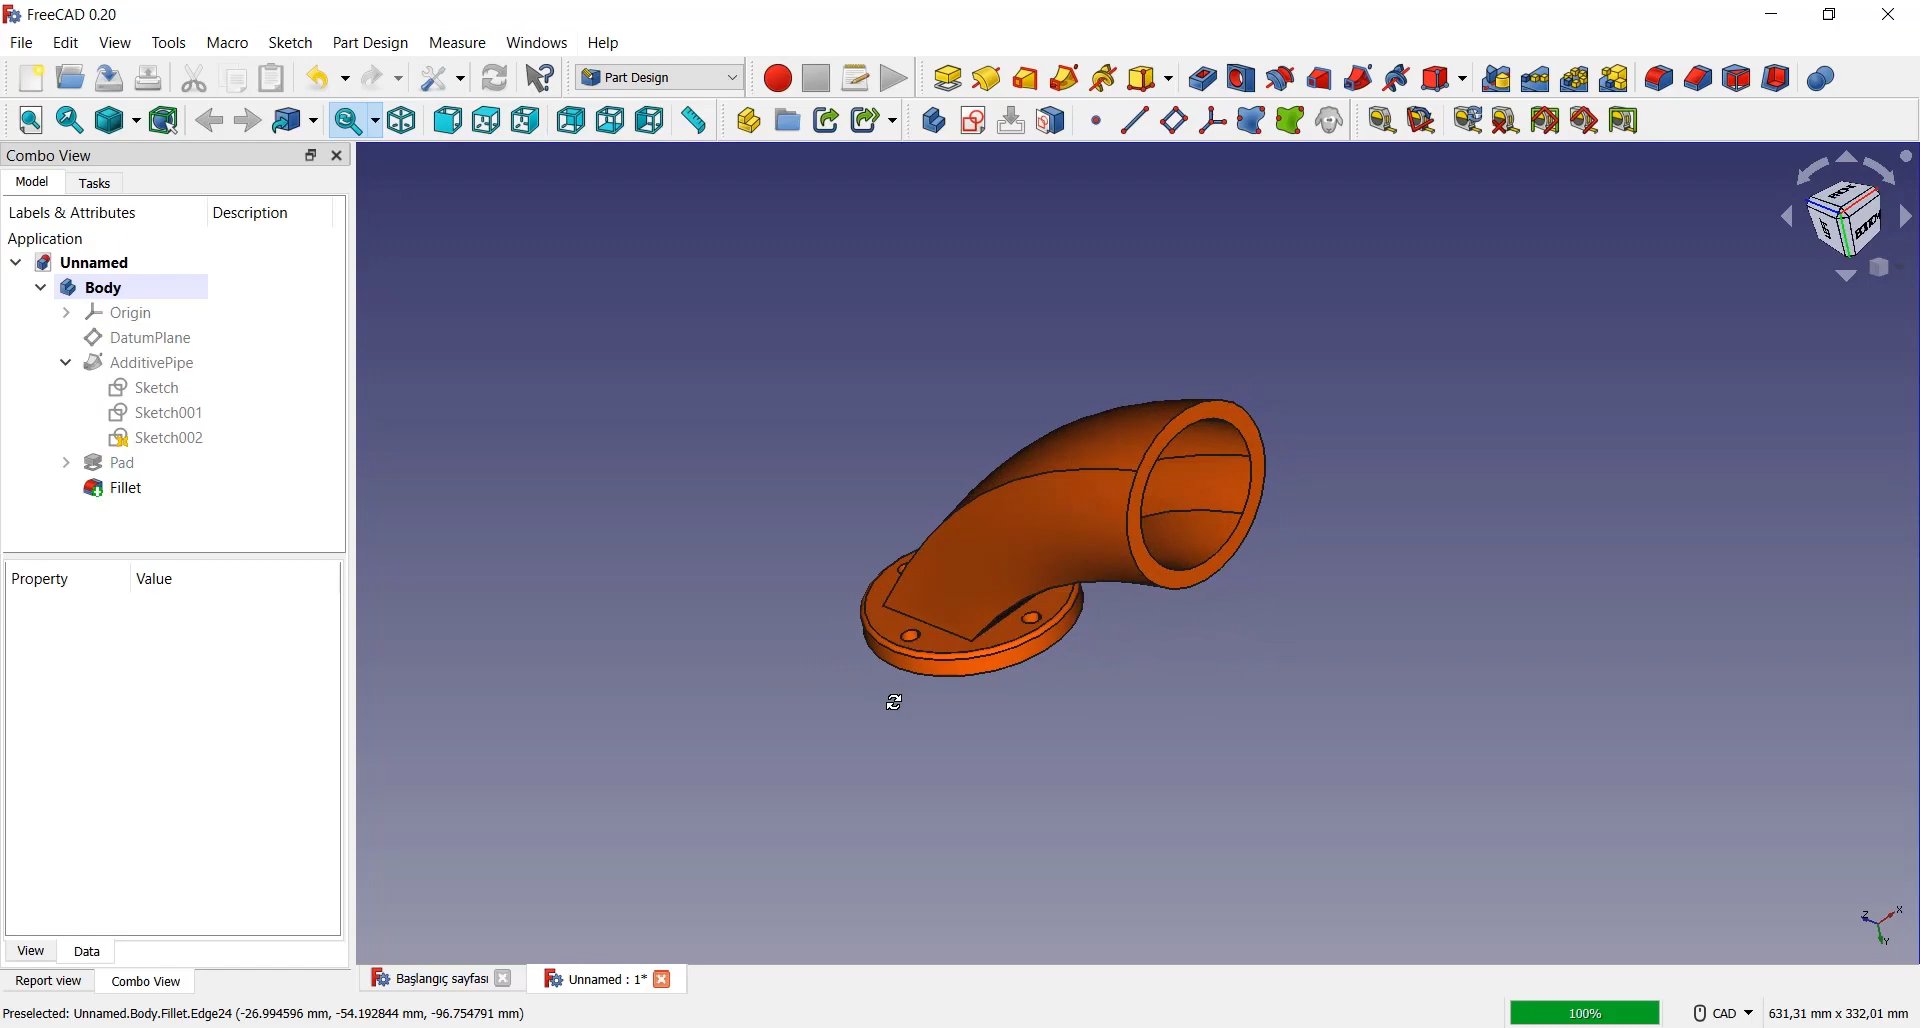 FreeCAD 0.20
File Edit View Tools Macro Sketch Part Design Measure Windows Help
Part Design
Combo View
Model Tasks
Labels & Attributes Description
Application
Unnamed
Body
Origin
DatumPlane
AdditivePipe
Sketch
Sketch001
Sketch002
Pad
Fillet
Property Value
View Data
Report view Combo View
Başlangıç sayfası Unnamed : 1*
X
Z
Y
Preselected: Unnamed.Body.Fillet.Edge24 (-26.994596 mm, -54.192844 mm, -96.754791 mm) 100% CAD 631,31 mm x 332,01 mm